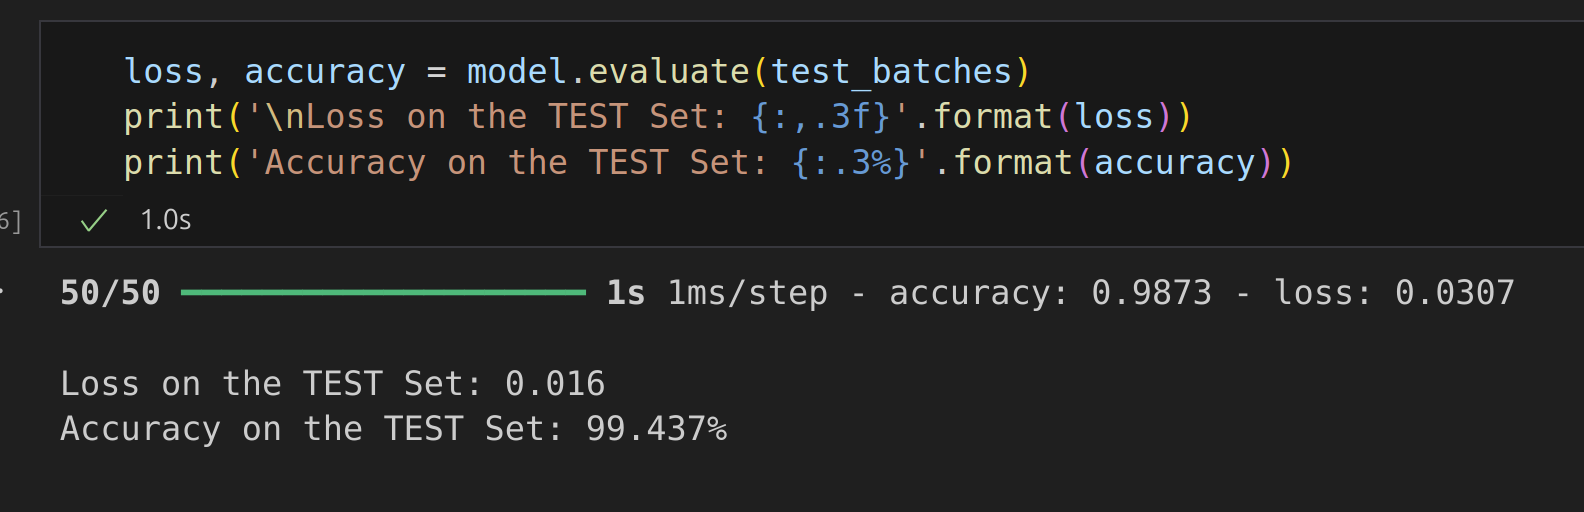 loss, accuracy = model.evaluate(test_batches)
print('\nLoss on the TEST Set: {:,.3f}'.format(loss))
print('Accuracy on the TEST Set: {:.3%}'.format(accuracy))
6] ✓ 1.0s
50/50 ━━━━━━━━━━━━━━━━━━━━ 1s 1ms/step - accuracy: 0.9873 - loss: 0.0307
Loss on the TEST Set: 0.016
Accuracy on the TEST Set: 99.437%